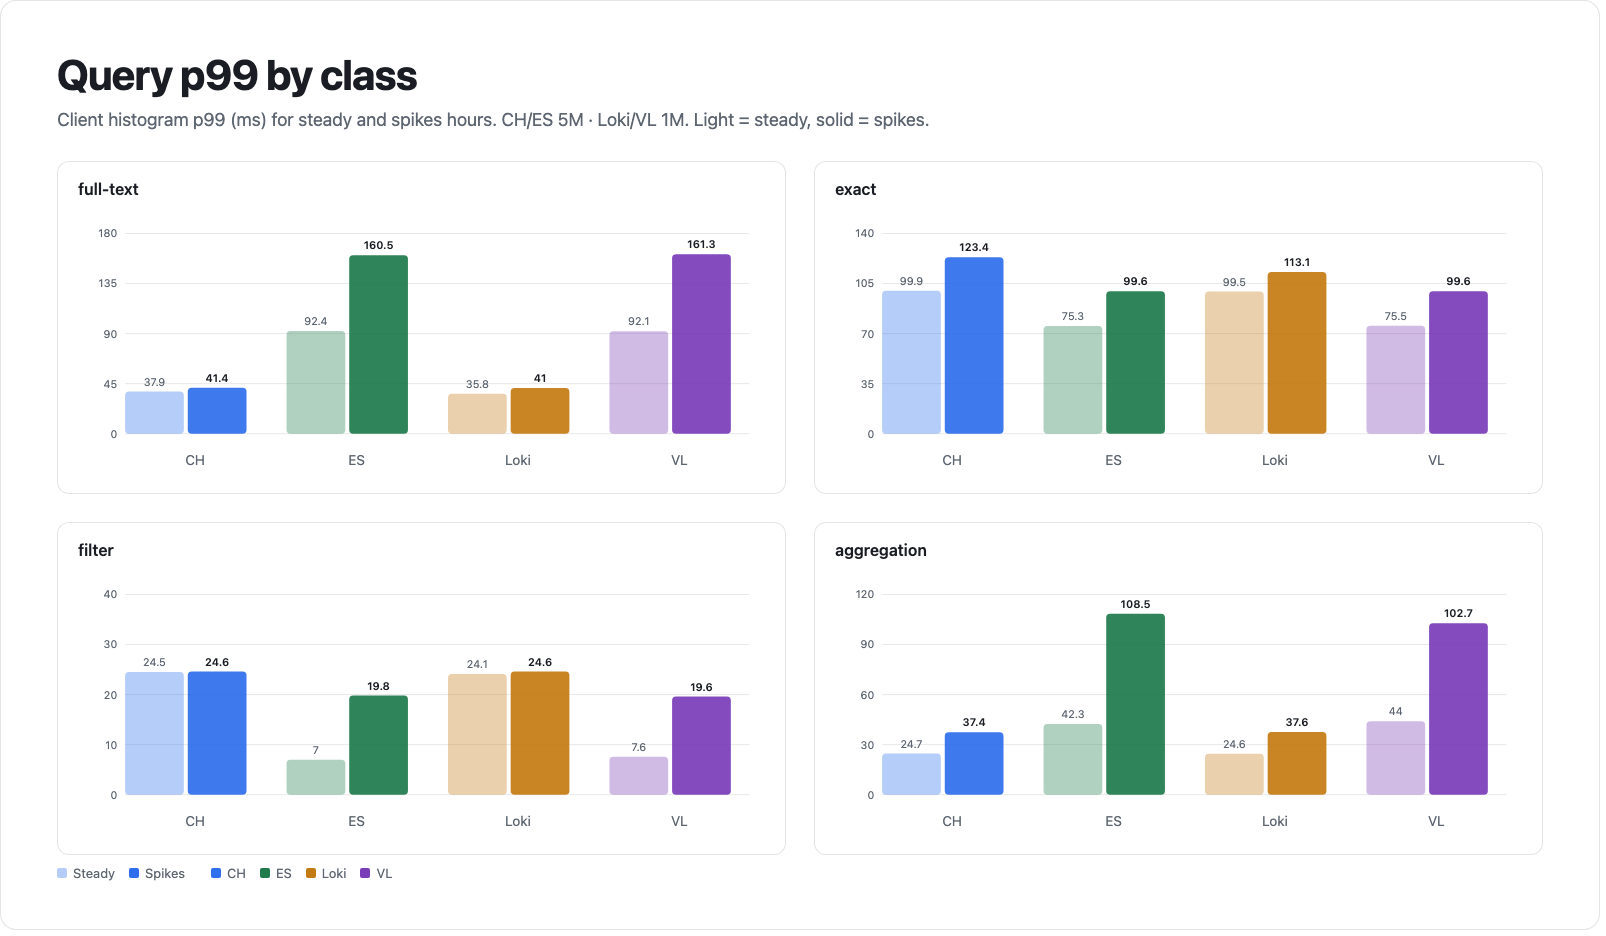 Query p99 by class
Client histogram p99 (ms) for steady and spikes hours. CH/ES 5M · Loki/VL 1M. Light = steady, solid = spikes.
full-text
180
135
90
45
0
37.9
41.4
92.4
160.5
35.8
41
92.1
161.3
CH
ES
Loki
VL
exact
140
105
70
35
0
99.9
123.4
75.3
99.6
99.5
113.1
75.5
99.6
CH
ES
Loki
VL
filter
40
30
20
10
0
24.5
24.6
7
19.8
24.1
24.6
7.6
19.6
CH
ES
Loki
VL
aggregation
120
90
60
30
0
24.7
37.4
42.3
108.5
24.6
37.6
44
102.7
CH
ES
Loki
VL
Steady Spikes CH ES Loki VL